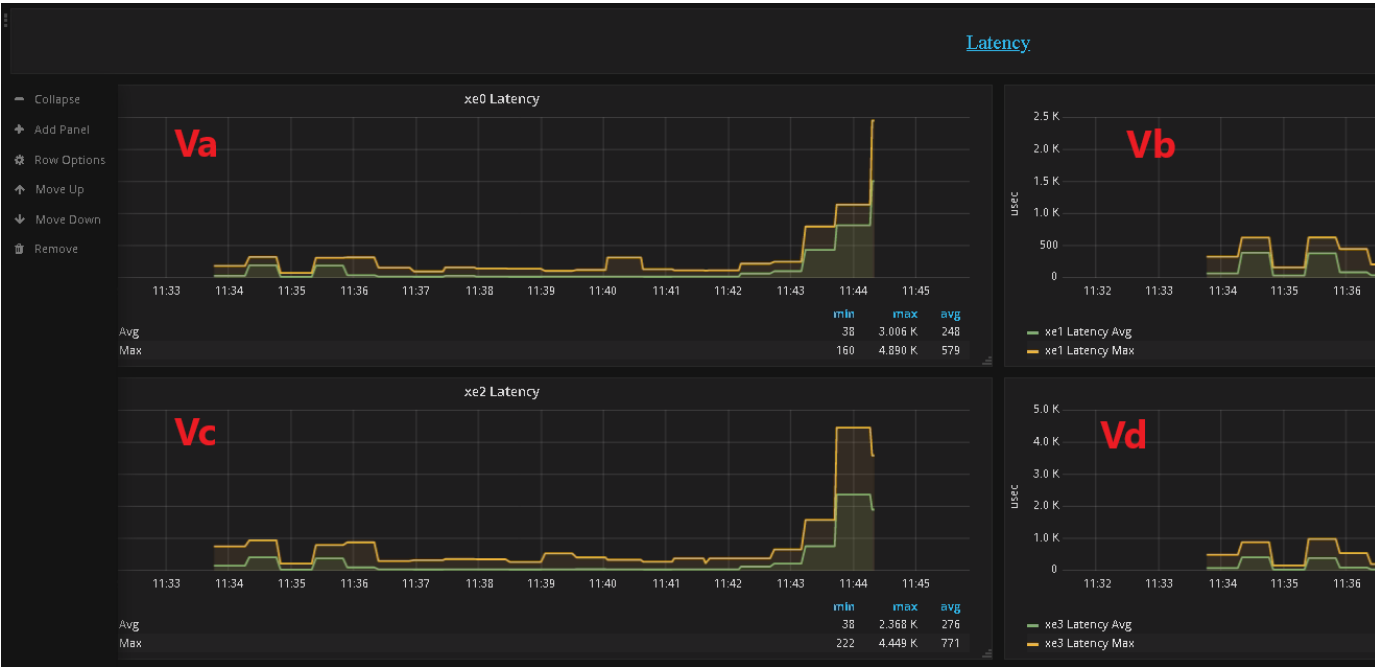 Latency
Collapse
Add Panel
Row Options
Move Up
Move Down
Remove
xe0 Latency
Va
11:33 11:34 11:35 11:36 11:37 11:38 11:39 11:40 11:41 11:42 11:43 11:44 11:45
min max avg
Avg 38 3.006 K 248
Max 160 4.890 K 579
Vb
2.5 K
2.0 K
1.5 K
1.0 K
500
0
usec
11:32 11:33 11:34 11:35 11:36
xe1 Latency Avg
xe1 Latency Max
xe2 Latency
Vc
11:33 11:34 11:35 11:36 11:37 11:38 11:39 11:40 11:41 11:42 11:43 11:44 11:45
min max avg
Avg 38 2.368 K 276
Max 222 4.449 K 771
Vd
5.0 K
4.0 K
3.0 K
2.0 K
1.0 K
0
usec
11:32 11:33 11:34 11:35 11:36
xe3 Latency Avg
xe3 Latency Max